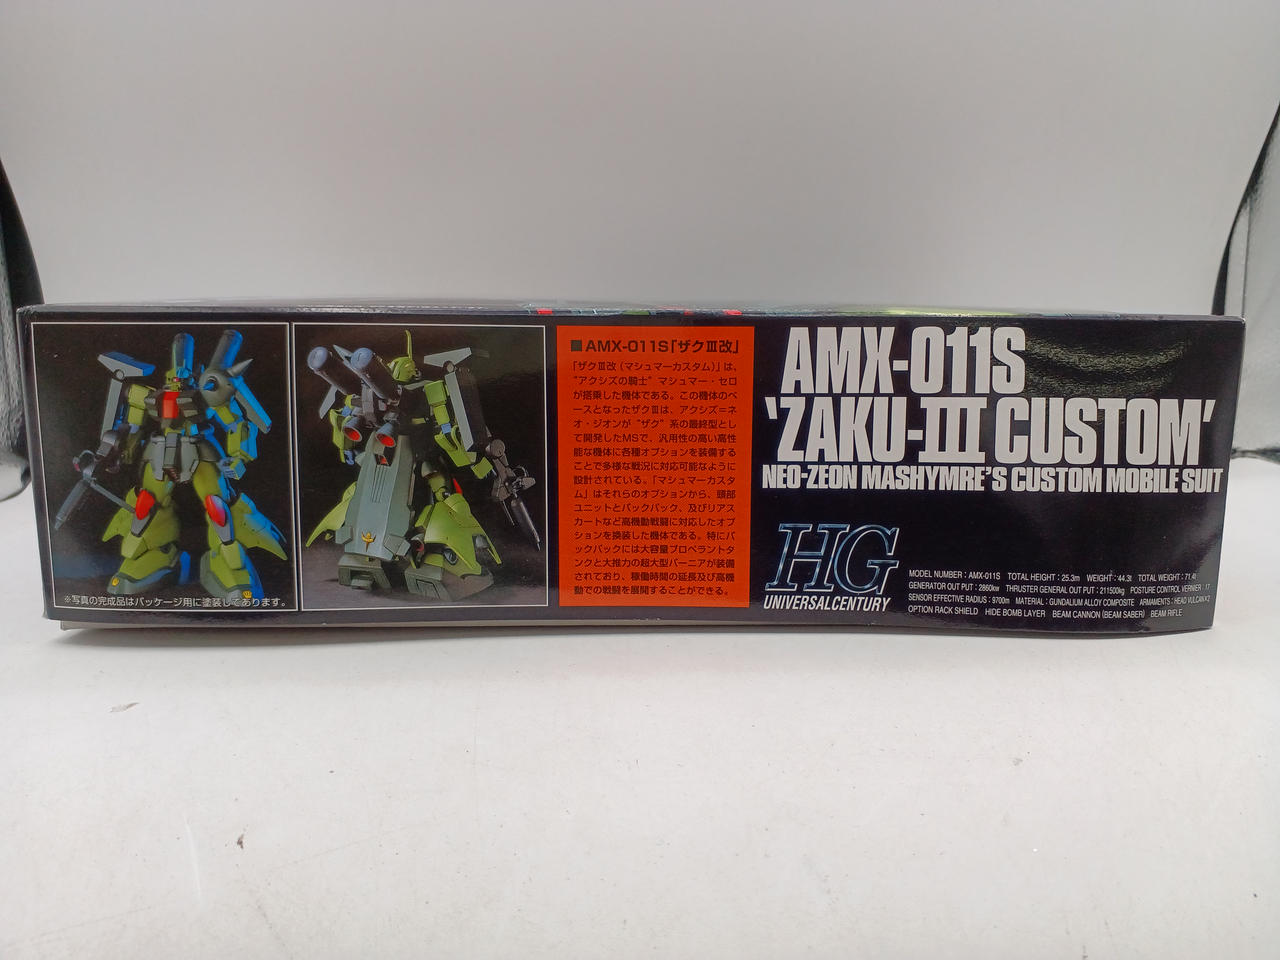 ※写真の完成品はパッケージ用に塗装してあります。
■AMX-011S「ザクⅢ改」
「ザクⅢ改(マシュマーカスタム)」は、
"アクシズの騎士" マシュマー・セロ
が搭乗した機体である。この機体のベ
ースとなったザクⅢは、アクシズ=ネ
オ・ジオンが "ザク" 系の最終型とし
て開発したMSで、汎用性の高い高性
能な機体に各種オプションを装備する
ことで多様な戦況に対応可能なように
設計されている。「マシュマーカスタ
ム」はそれらのオプションから、頭部
ユニットとバックパック、及びリアス
カートなど高機動戦闘に対応したオプ
ションを換装した機体である。特にバ
ックパックには大容量プロペラントタ
ンクと大推力の超大型バーニアが装備
されており、稼働時間の延長及び高機
動での戦闘を展開することができる。
AMX-011S
'ZAKU-III CUSTOM'
NEO-ZEON MASHYMRE'S CUSTOM MOBILE SUIT
HG
UNIVERSAL CENTURY
MODEL NUMBER : AMX-011S TOTAL HEIGHT : 25.3m WEIGHT : 44.3t TOTAL WEIGHT : 71.4t
GENERATOR OUT PUT : 2860kw THRUSTER GENERAL OUT PUT : 211500kg POSTURE CONTROL VERNIER : 17
SENSOR EFFECTIVE RADIUS : 9700m MATERIAL : GUNDALIUM ALLOY COMPOSITE ARMAMENTS : HEAD VULCAN×2
OPTION RACK SHIELD HIDE BOMB LAYER BEAM CANNON (BEAM SABER) BEAM RIFLE